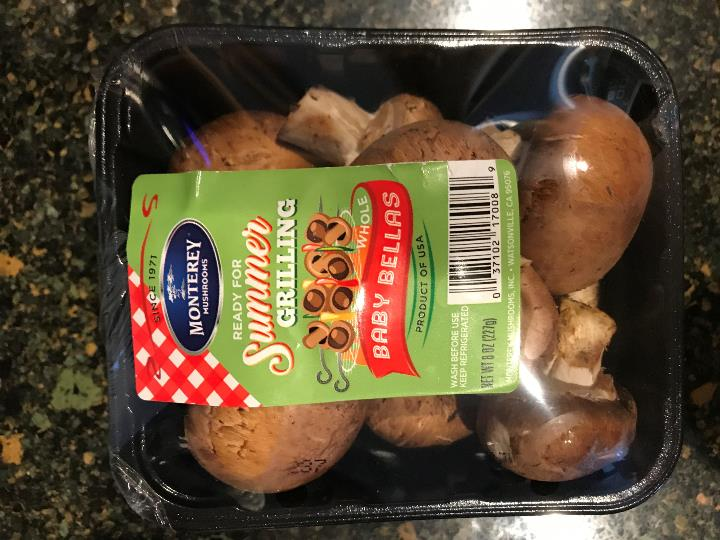 SINCE 1971
MONTEREY
MUSHROOMS
READY FOR
Summer
GRILLING
WHOLE
BABY BELLAS
PRODUCT OF USA
WASH BEFORE USE
KEEP REFRIGERATED
NET WT 8 OZ (227g)
MONTEREY MUSHROOMS, INC. • WATSONVILLE, CA 95076
0 37102 17008 9